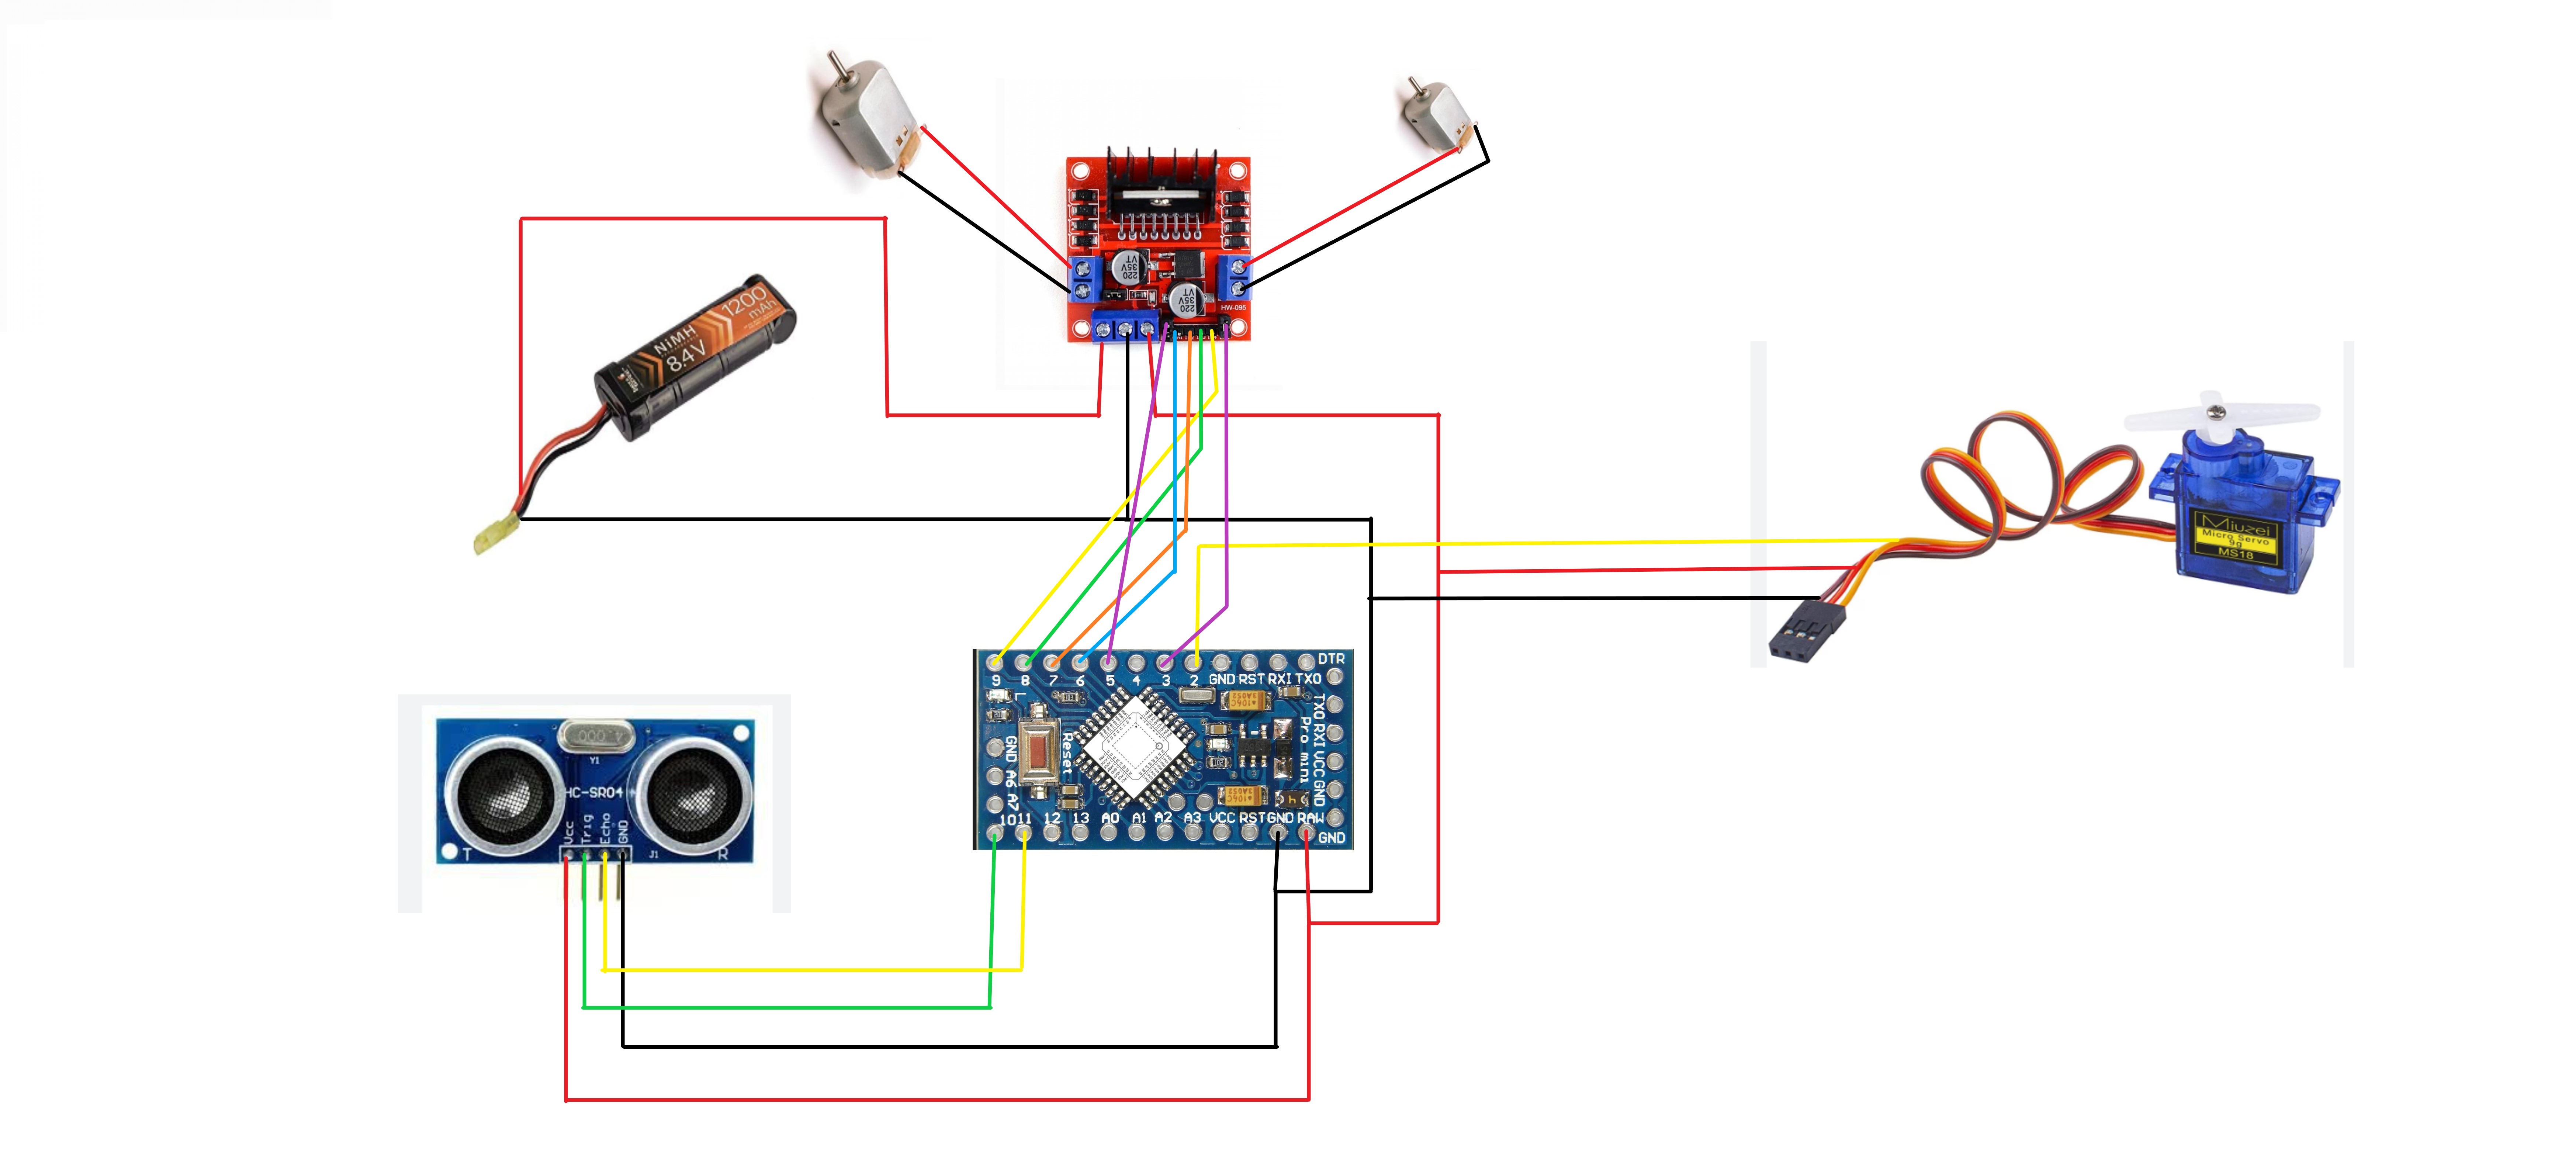 220
35V
VT
220
35V
VT
HW-095
NiMH
8.4V
1200
mAh
Miuzei
Micro Servo
9g
MS18
DTR
9 8 7 6 5 4 3 2 GND RST RXI TXO
L
Reset
GND A6 A7
Pro mini
TXO RXI VCC GND
10 11 12 13 A0 A1 A2 A3 VCC RST GND RAW
GND
4.000
Y1
HC-SR04
Vcc
Trig
Echo
GND
T
J1
R